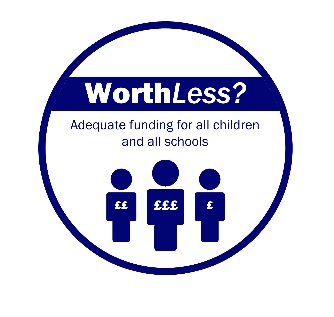 WorthLess?
Adequate funding for all children
and all schools
££ £££ £